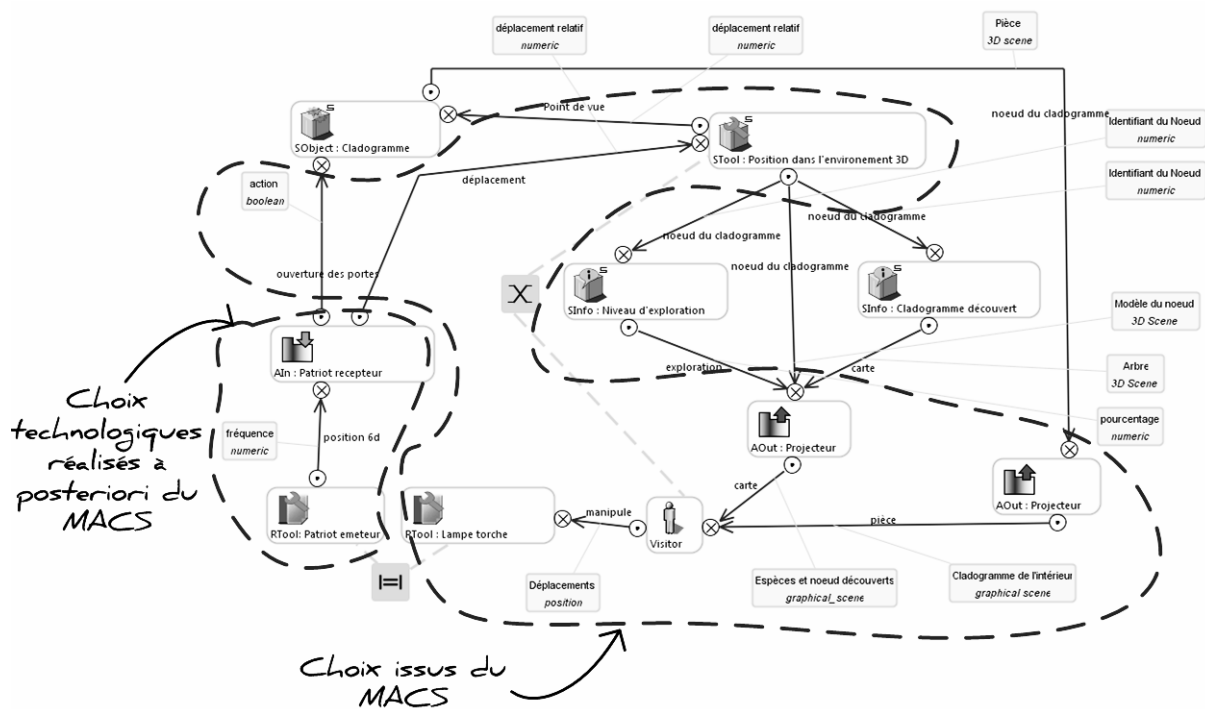 déplacement relatif
numeric
déplacement relatif
numeric
Pièce
3D scene
Point de vue
noeud du cladogramme
Identifiant du Noeud
numeric
SObject : Cladogramme
STool : Position dans l'environement 3D
déplacement
Identifiant du Noeud
numeric
action
boolean
noeud du cladogramme
noeud du cladogramme
noeud du cladogramme
ouverture des portes
SInfo : Niveau d'exploration
SInfo : Cladogramme découvert
Modèle du noeud
3D Scene
AIn : Patriot recepteur
exploration
carte
Arbre
3D Scene
Choix
technologiques
réalisés à
posteriori du
MACS
fréquence
numeric
position 6d
pourcentage
numeric
AOut : Projecteur
carte
AOut : Projecteur
RTool: Patriot emeteur
RTool: Lampe torche
manipule
Visitor
pièce
Déplacements
position
Espèces et noeud découverts
graphical_scene
Cladogramme de l'intérieur
graphical scene
Choix issus du
MACS